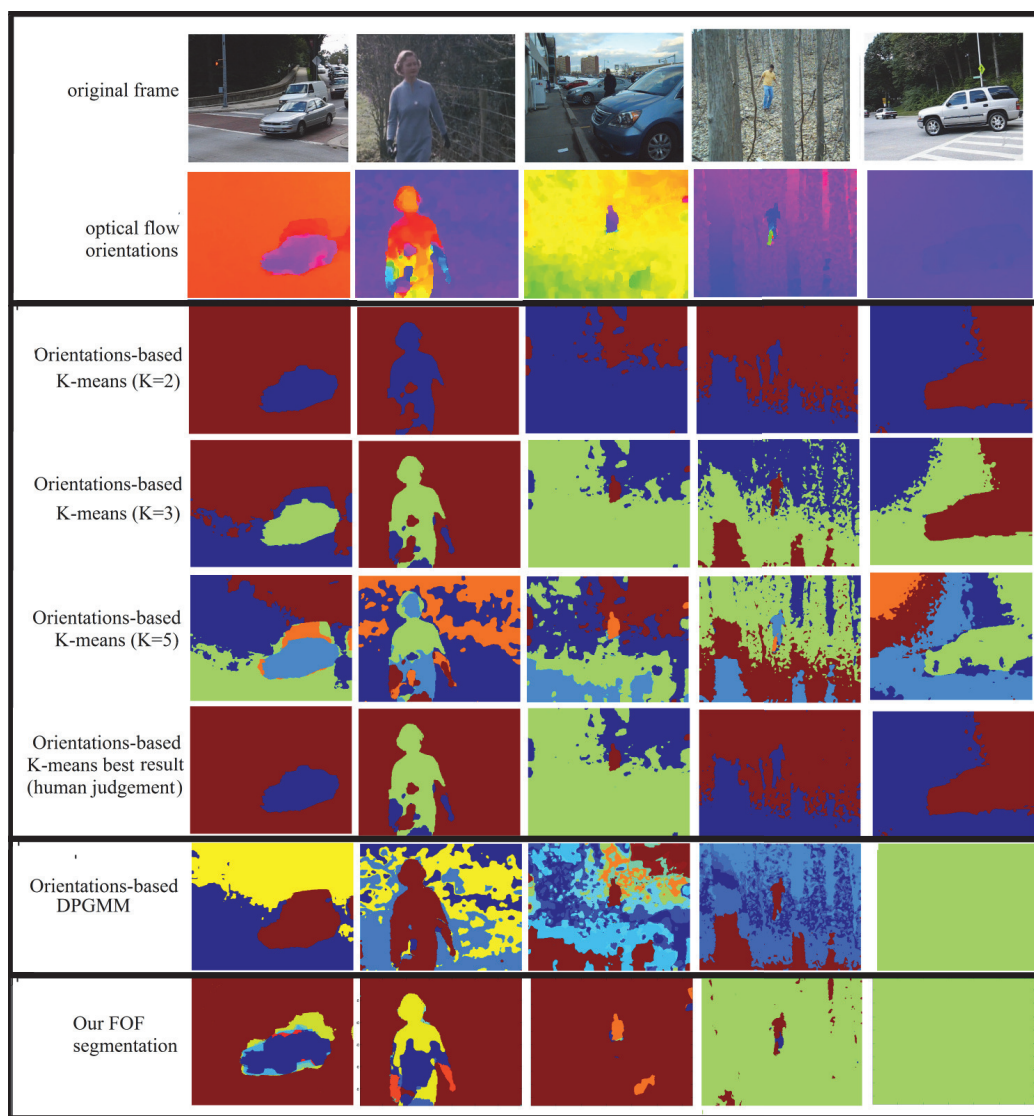 original frame
optical flow
orientations
Orientations-based
K-means (K=2)
Orientations-based
K-means (K=3)
Orientations-based
K-means (K=5)
Orientations-based
K-means best result
(human judgement)
Orientations-based
DPGMM
Our FOF
segmentation